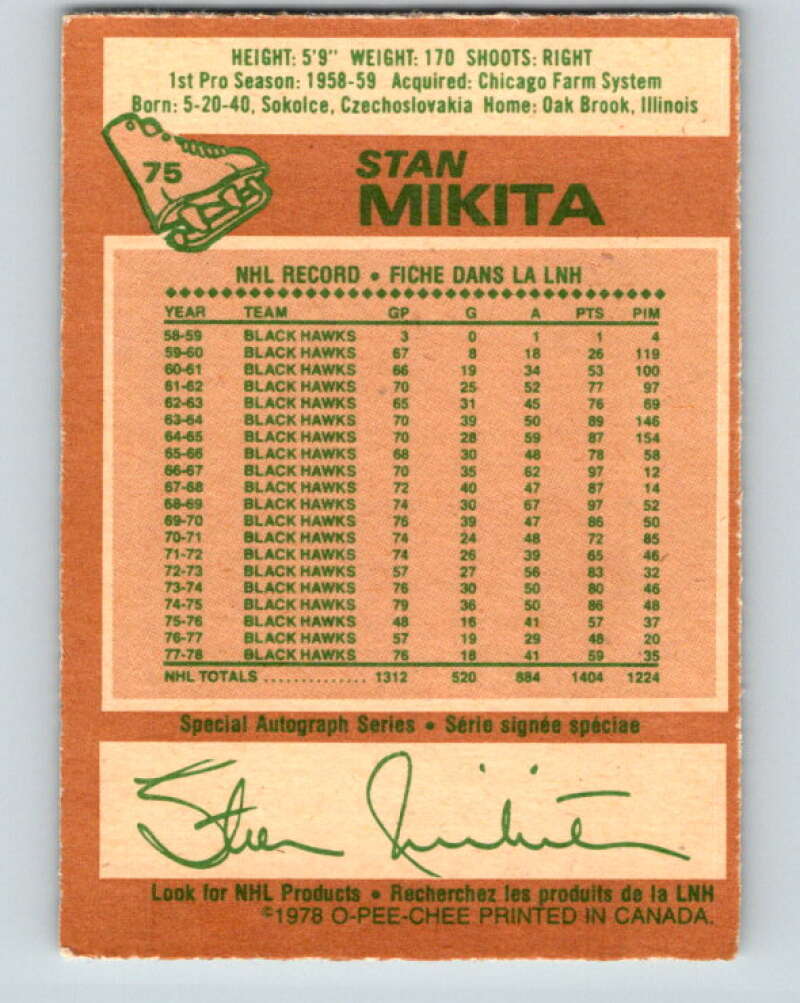 HEIGHT: 5'9" WEIGHT: 170 SHOOTS: RIGHT
1st Pro Season: 1958-59 Acquired: Chicago Farm System
Born: 5-20-40, Sokolce, Czechoslovakia Home: Oak Brook, Illinois
75
STAN
MIKITA
NHL RECORD • FICHE DANS LA LNH
YEAR TEAM GP G A PTS PIM
58-59 BLACK HAWKS 3 0 1 1 4
59-60 BLACK HAWKS 67 8 18 26 119
60-61 BLACK HAWKS 66 19 34 53 100
61-62 BLACK HAWKS 70 25 52 77 97
62-63 BLACK HAWKS 65 31 45 76 69
63-64 BLACK HAWKS 70 39 50 89 146
64-65 BLACK HAWKS 70 28 59 87 154
65-66 BLACK HAWKS 68 30 48 78 58
66-67 BLACK HAWKS 70 35 62 97 12
67-68 BLACK HAWKS 72 40 47 87 14
68-69 BLACK HAWKS 74 30 67 97 52
69-70 BLACK HAWKS 76 39 47 86 50
70-71 BLACK HAWKS 74 24 48 72 85
71-72 BLACK HAWKS 74 26 39 65 46
72-73 BLACK HAWKS 57 27 56 83 32
73-74 BLACK HAWKS 76 30 50 80 46
74-75 BLACK HAWKS 79 36 50 86 48
75-76 BLACK HAWKS 48 16 41 57 37
76-77 BLACK HAWKS 57 19 29 48 20
77-78 BLACK HAWKS 76 18 41 59 35
NHL TOTALS .............. 1312 520 884 1404 1224
Special Autograph Series • Série signée spéciae
Stan Mikita
Look for NHL Products • Recherchez les produits de la LNH
©1978 O-PEE-CHEE PRINTED IN CANADA.